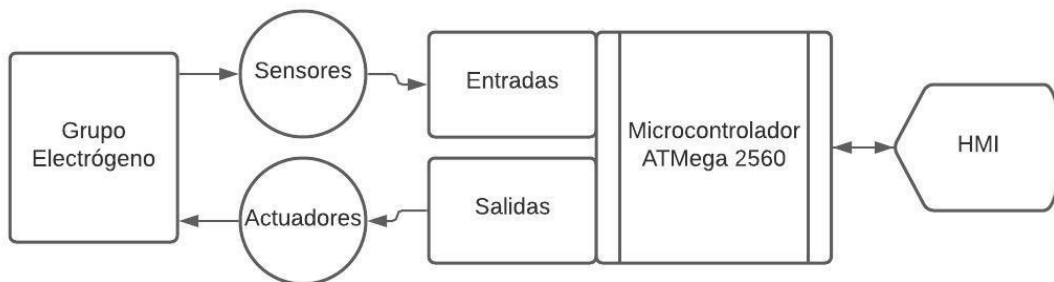 Grupo
Electrógeno
Sensores
Actuadores
Entradas
Salidas
Microcontrolador
ATMega 2560
HMI